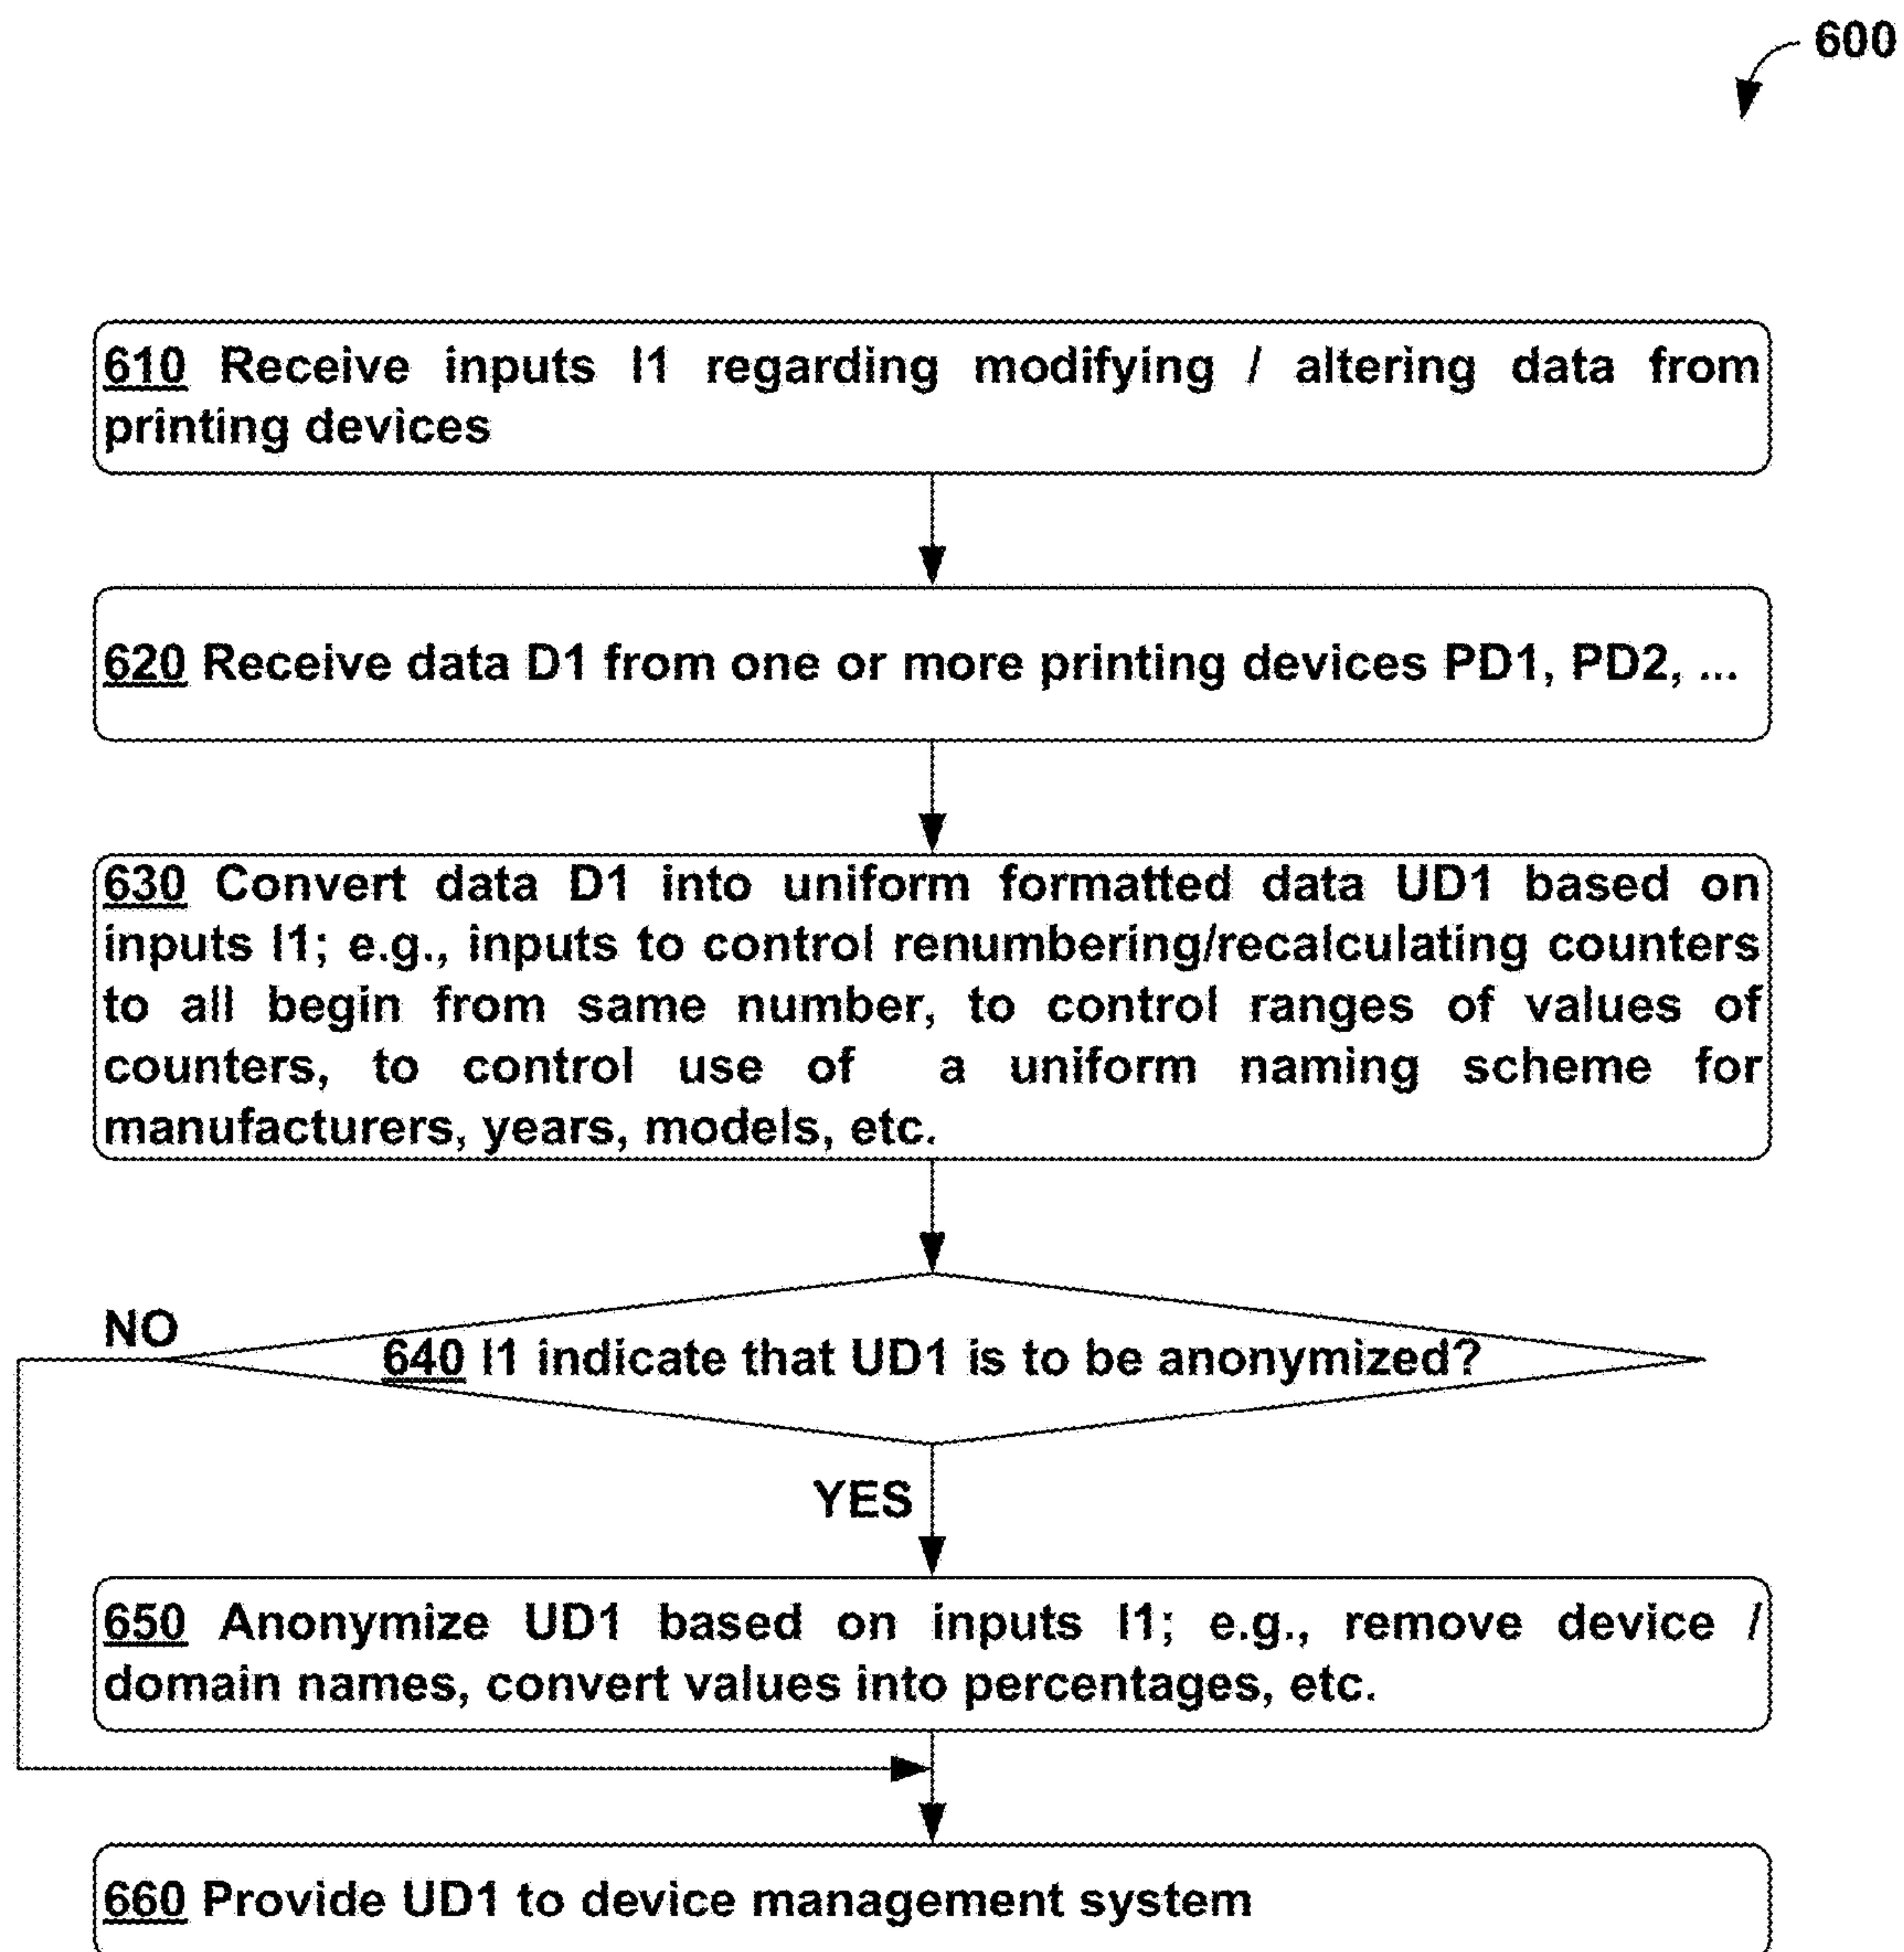 600
610 Receive inputs I1 regarding modifying / altering data from
printing devices
620 Receive data D1 from one or more printing devices PD1, PD2, ...
630 Convert data D1 into uniform formatted data UD1 based on
inputs I1; e.g., inputs to control renumbering/recalculating counters
to all begin from same number, to control ranges of values of
counters, to control use of a uniform naming scheme for
manufacturers, years, models, etc.
NO
640 I1 indicate that UD1 is to be anonymized?
YES
650 Anonymize UD1 based on inputs I1; e.g., remove device /
domain names, convert values into percentages, etc.
660 Provide UD1 to device management system